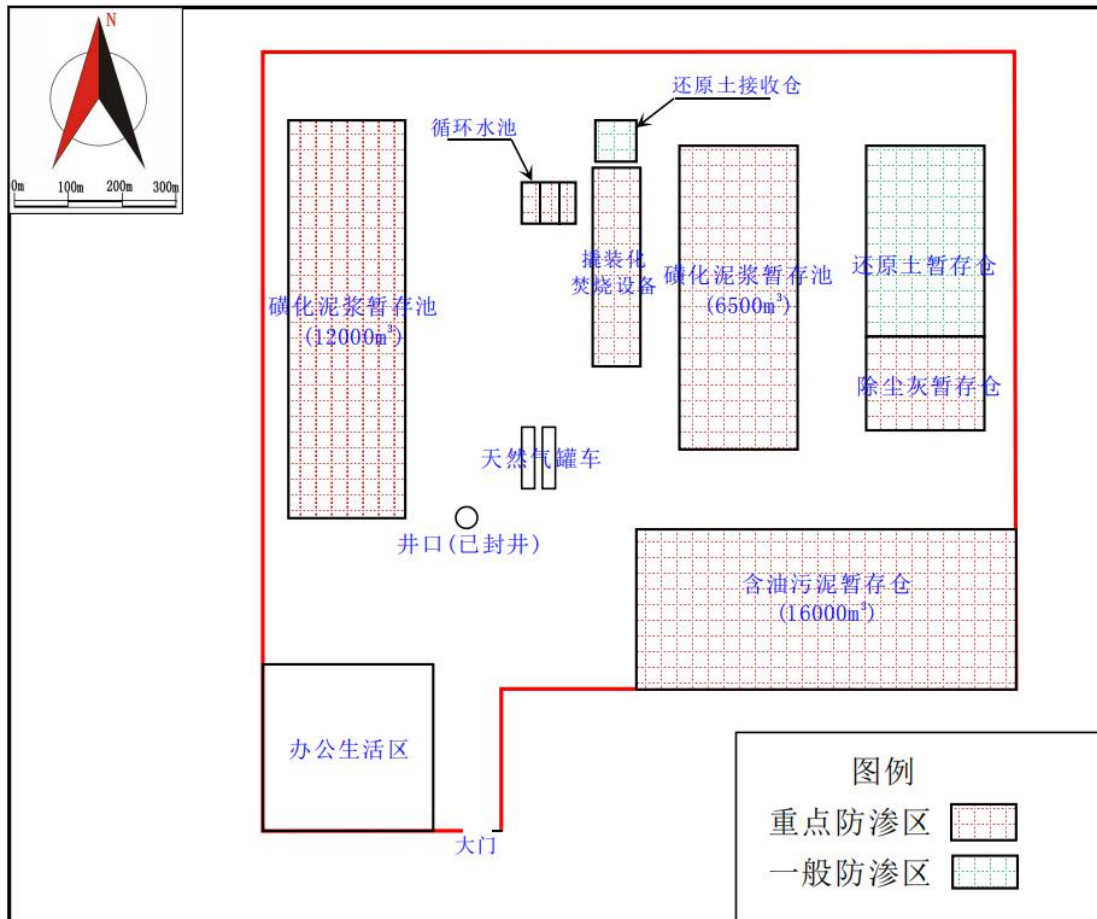 N
0m 100m 200m 300m
还原土接收仓
循环水池
撬装化
焚烧设备
磺化泥浆暂存池
(12000m³)
磺化泥浆暂存池
(6500m³)
还原土暂存仓
除尘灰暂存仓
天然气罐车
井口(已封井)
含油污泥暂存仓
(16000m³)
办公生活区
大门
图例
重点防渗区
一般防渗区